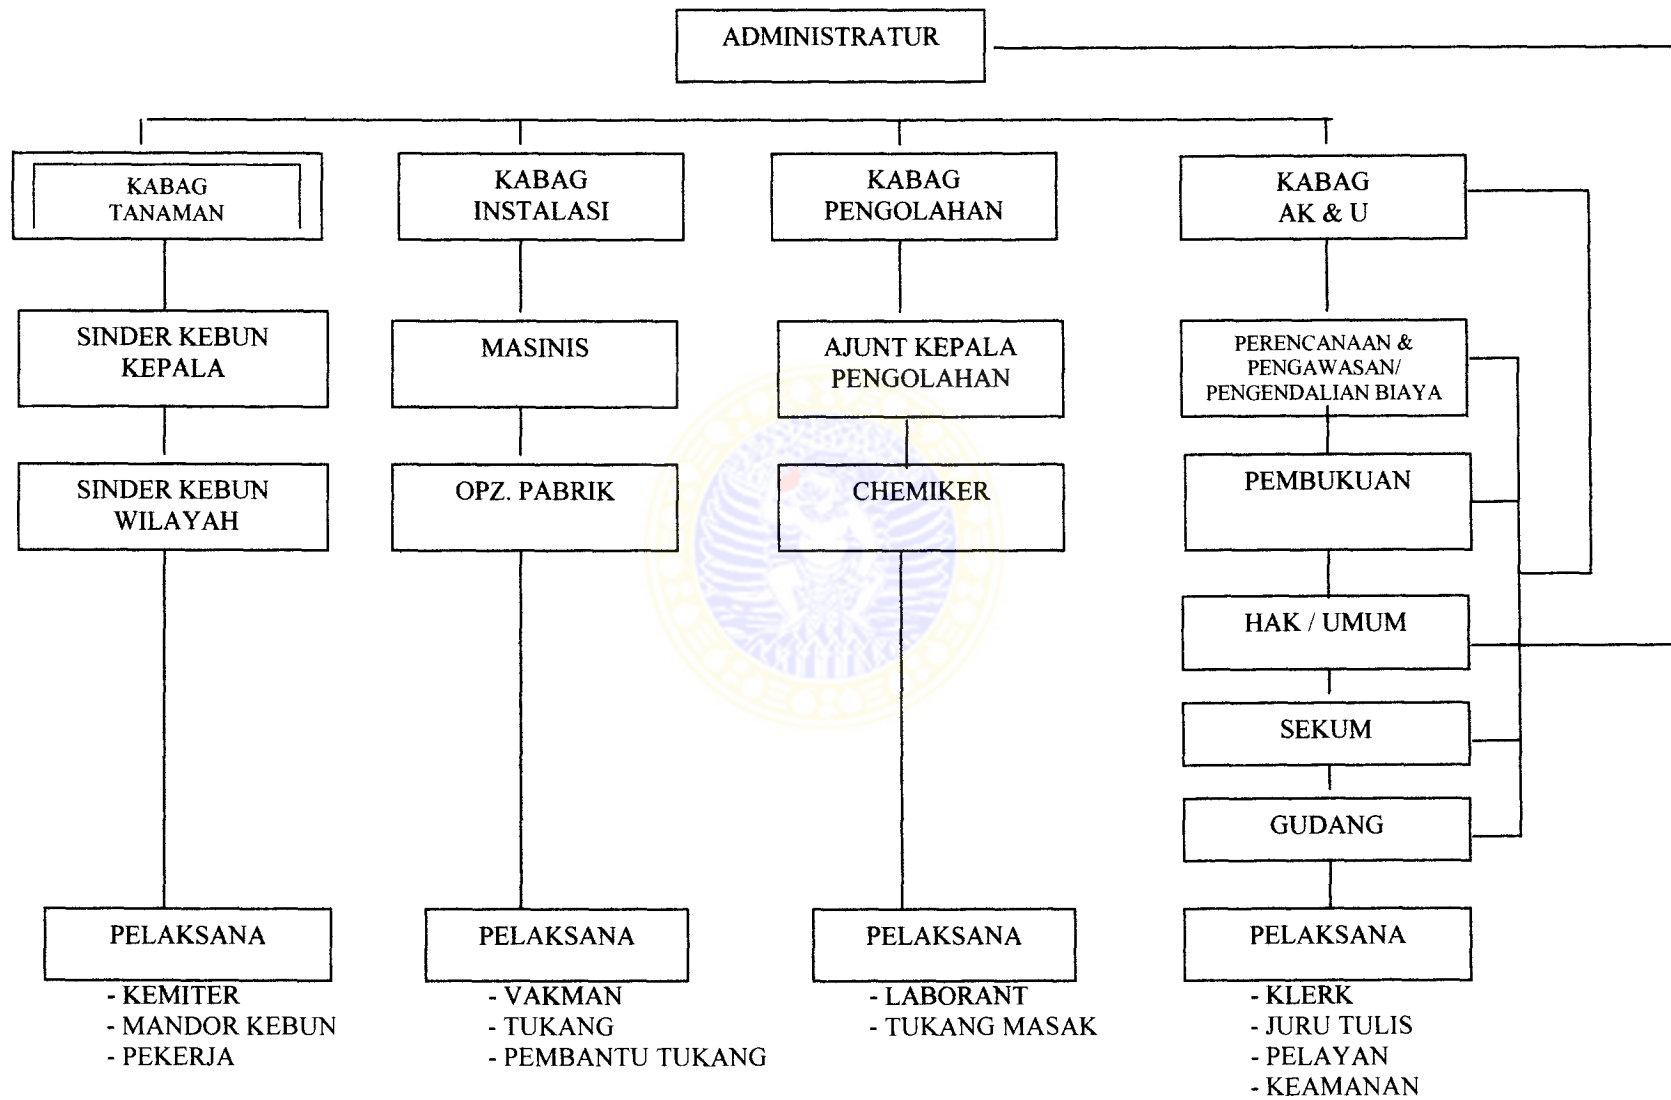 ADMINISTRATUR
KABAG
TANAMAN
KABAG
INSTALASI
KABAG
PENGOLAHAN
KABAG
AK & U
SINDER KEBUN
KEPALA
MASINIS
AJUNT KEPALA
PENGOLAHAN
PERENCANAAN &
PENGAWASAN/
PENGENDALIAN BIAYA
SINDER KEBUN
WILAYAH
OPZ. PABRIK
CHEMIKER
PEMBUKUAN
HAK / UMUM
SEKUM
GUDANG
PELAKSANA
- KEMITER
- MANDOR KEBUN
- PEKERJA
PELAKSANA
- VAKMAN
- TUKANG
- PEMBANTU TUKANG
PELAKSANA
- LABORANT
- TUKANG MASAK
PELAKSANA
- KLERK
- JURU TULIS
- PELAYAN
- KEAMANAN